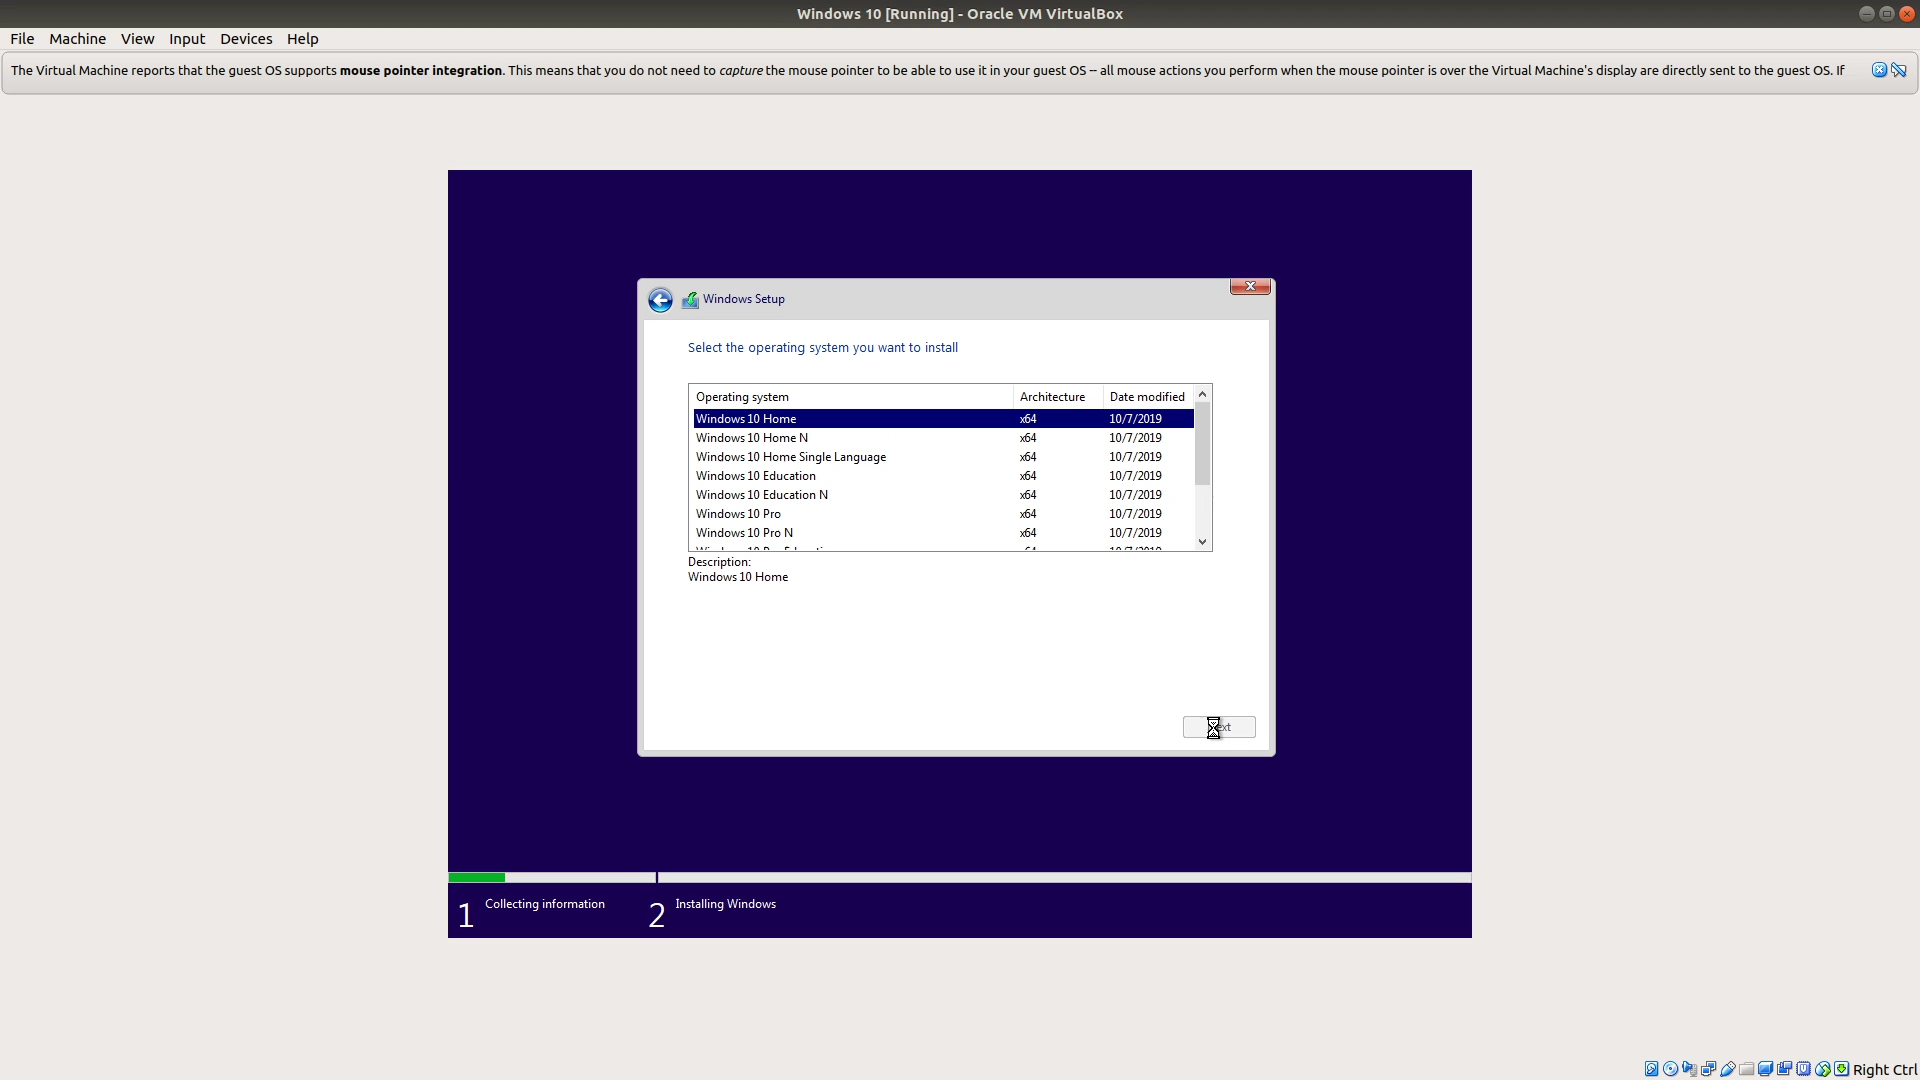 Windows 10 [Running] - Oracle VM VirtualBox
File Machine View Input Devices Help
The Virtual Machine reports that the guest OS supports mouse pointer integration. This means that you do not need to capture the mouse pointer to be able to use it in your guest OS -- all mouse actions you perform when the mouse pointer is over the Virtual Machine's display are directly sent to the guest OS. If
Windows Setup
Select the operating system you want to install
Operating system Architecture Date modified
Windows 10 Home x64 10/7/2019
Windows 10 Home N x64 10/7/2019
Windows 10 Home Single Language x64 10/7/2019
Windows 10 Education x64 10/7/2019
Windows 10 Education N x64 10/7/2019
Windows 10 Pro x64 10/7/2019
Windows 10 Pro N x64 10/7/2019
Description:
Windows 10 Home
1 Collecting information 2 Installing Windows
Right Ctrl